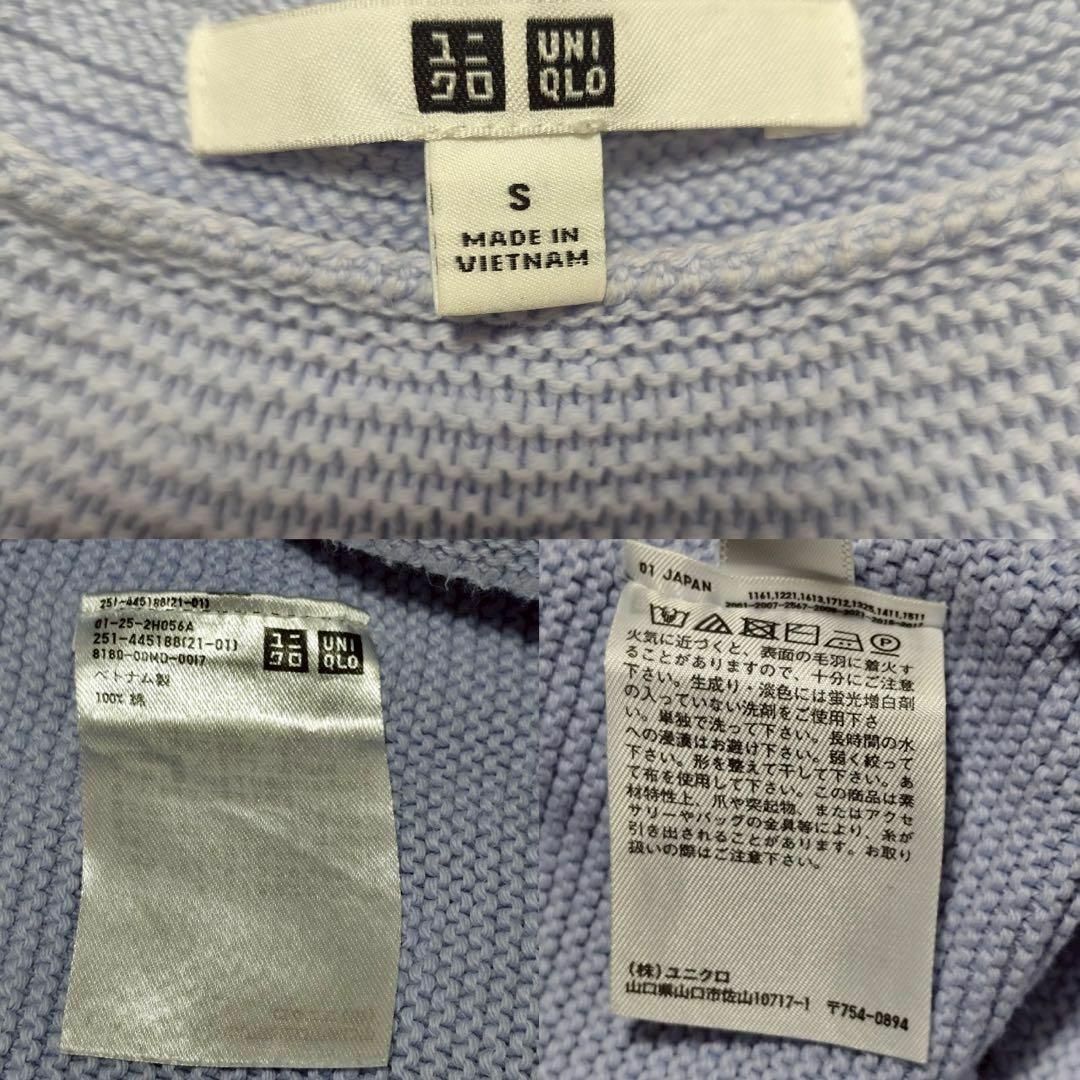 ユニクロ
UNIQLO
S
MADE IN
VIETNAM
251-445188(21-01)
01-25-2H056A
251-445188(21-01)
ユニクロ
UNIQLO
ベトナム製
100% 綿
01 JAPAN
火気に近づくと、表面の毛羽に着火す
ることがありますので、十分にご注意
下さい。生成り・淡色には蛍光増白剤
の入っていない洗剤をご使用下さ
い。単独で洗って下さい。長時間の水
への浸漬はお避け下さい。弱く絞って
下さい。形を整えて干して下さい。あ
て布を使用して下さい。この商品は素
材特性上、爪や突起物、またはアクセ
サリーやバッグの金具等により、糸が
引き出されることがあります。お取り
扱いの際はご注意下さい。
(株)ユニクロ
山口県山口市佐山10717-1 〒754-0894